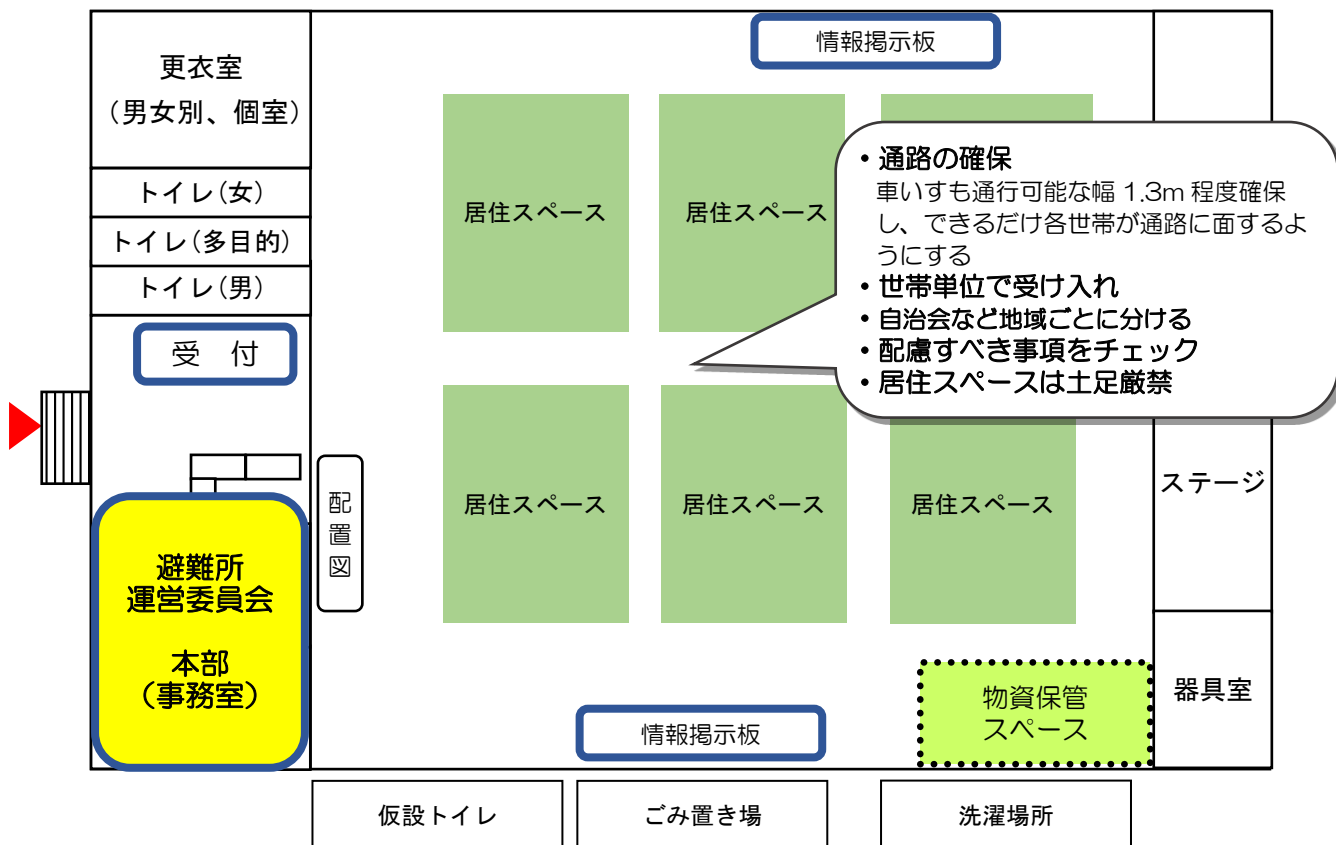 情報掲示板
更衣室
（男女別、個室）
トイレ（女）
トイレ（多目的）
トイレ（男）
受　付
居住スペース
居住スペース
・通路の確保
車いすも通行可能な幅 1.3m 程度確保
し、できるだけ各世帯が通路に面するよ
うにする
・世帯単位で受け入れ
・自治会など地域ごとに分ける
・配慮すべき事項をチェック
・居住スペースは土足厳禁
配
置
図
居住スペース
居住スペース
居住スペース
ステージ
避難所
運営委員会
本部
（事務室）
情報掲示板
物資保管
スペース
器具室
仮設トイレ
ごみ置き場
洗濯場所